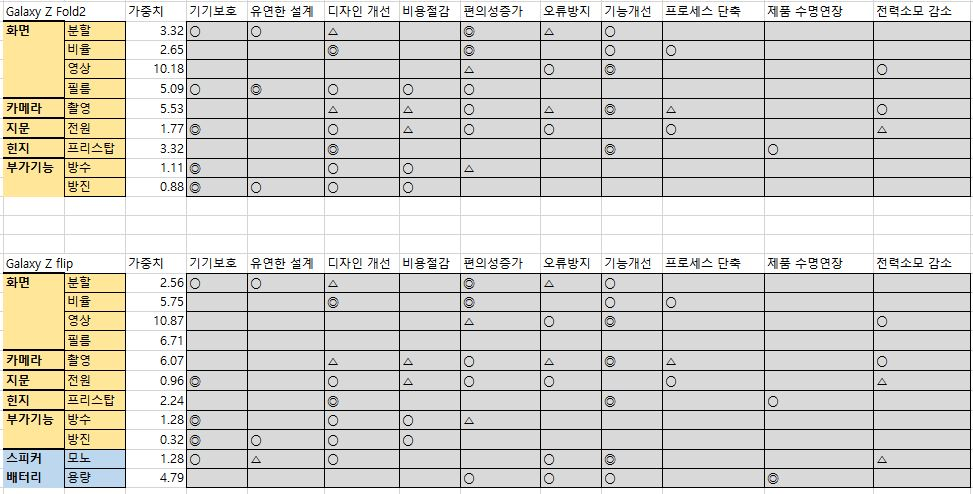 Galaxy Z Fold2 가중치 기기보호 유연한 설계 디자인 개선 비용절감 편의성증가 오류방지 기능개선 프로세스 단축 제품 수명연장 전력소모 감소
화면 분할 3.32 ○ ○ △ ◎ △ ○
비율 2.65 ◎ ◎ ○ ○
영상 10.18 △ ○ ◎ ○
필름 5.09 ○ ◎ ○ ○ ○
카메라 촬영 5.53 △ △ ○ △ ◎ △ ○
지문 전원 1.77 ◎ ○ △ ○ ○ ○ △
힌지 프리스탑 3.32 ◎ ◎ ○
부가기능 방수 1.11 ◎ ○ ○ △
방진 0.88 ◎ ○ ○ ○
Galaxy Z flip 가중치 기기보호 유연한 설계 디자인 개선 비용절감 편의성증가 오류방지 기능개선 프로세스 단축 제품 수명연장 전력소모 감소
화면 분할 2.56 ○ ○ △ ◎ △ ○
비율 5.75 ◎ ◎ ○ ○
영상 10.87 △ ○ ◎ ○
필름 6.71
카메라 촬영 6.07 △ △ ○ △ ◎ △ ○
지문 전원 0.96 ◎ ○ △ ○ ○ ○ △
힌지 프리스탑 2.24 ◎ ◎ ○
부가기능 방수 1.28 ◎ ○ ○ △
방진 0.32 ◎ ○ ○ ○
스피커 모노 1.28 ○ △ ○ ○ ◎ △
배터리 용량 4.79 ○ ○ ○ ◎